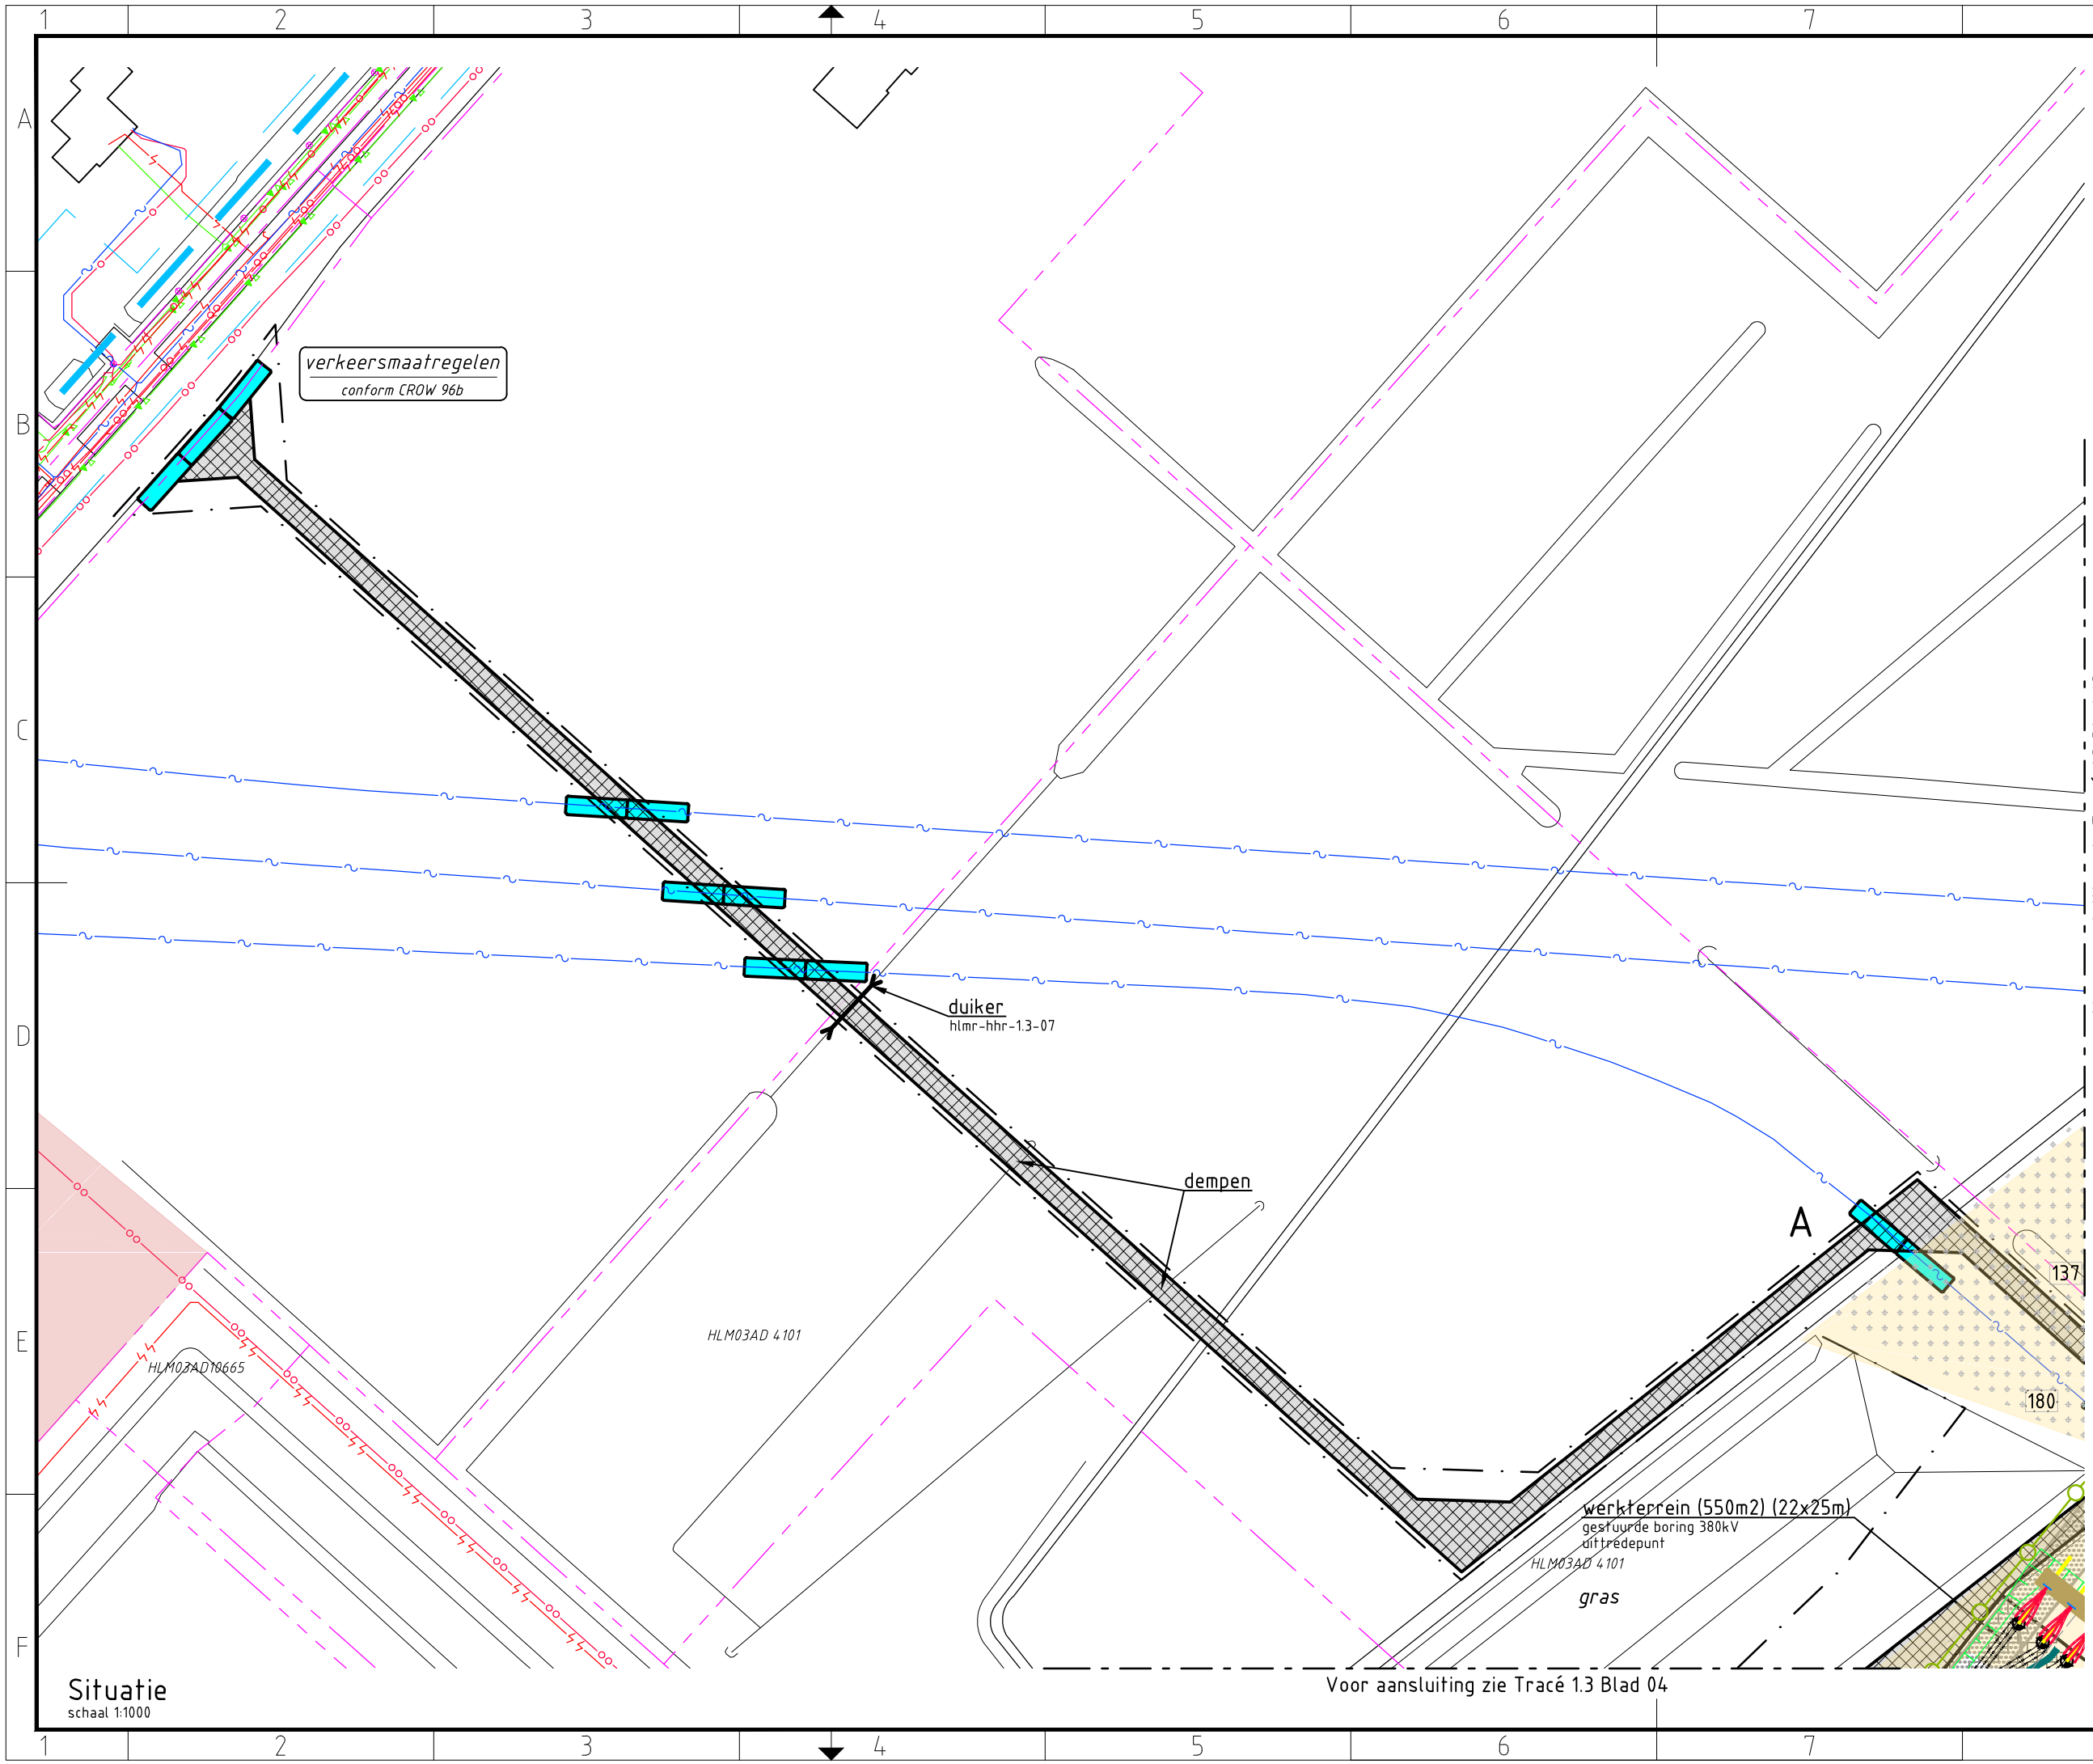 1 2 3 4 5 6 7
A
B
C
D
E
F
verkeersmaatregelen
conform CROW 96b
duiker
hlmr-hhr-1.3-07
dempen
A
137
180
HLM03AD 4101
HLM03AD10665
werkterrein (550m2) (22x25m)
gestuurde boring 380kV
uittredepunt
HLM03AD 4101
gras
Situatie
schaal 1:1000
Voor aansluiting zie Tracé 1.3 Blad 04
1 2 3 4 5 6 7